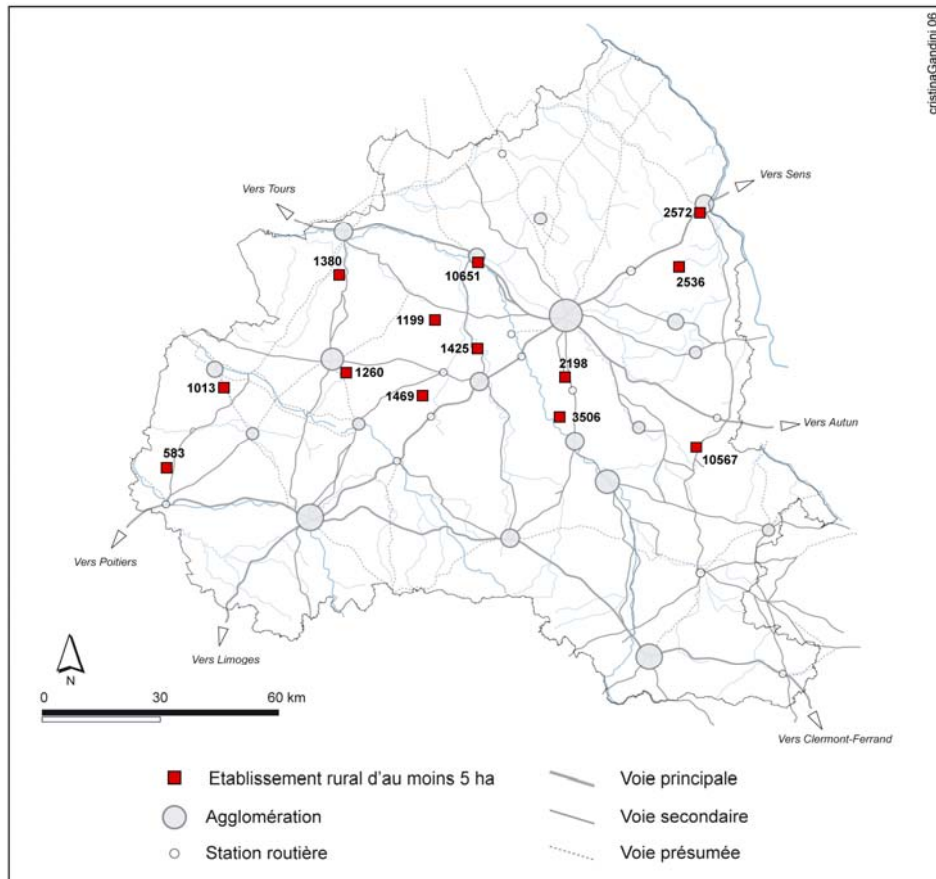 cristinaGandini 06
Vers Sens
Vers Tours
2572
1380
10651
2536
1199
1425
2198
1260
1013
1469
3506
Vers Autun
583
10567
Vers Poitiers
Vers Limoges
N
0 30 60 km
Vers Clermont-Ferrand
Etablissement rural d'au moins 5 ha
Voie principale
Agglomération
Voie secondaire
Station routière
Voie présumée